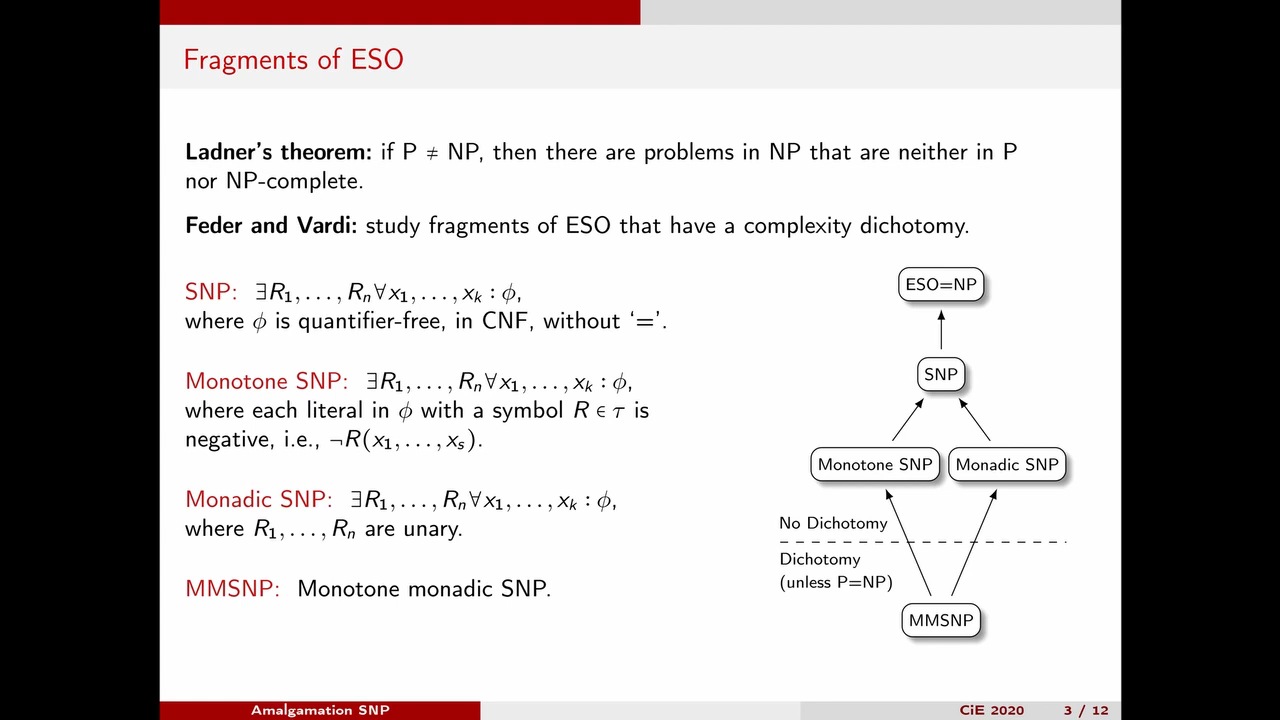 Fragments of ESO
Ladner's theorem: if P ≠ NP, then there are problems in NP that are neither in P
nor NP-complete.
Feder and Vardi: study fragments of ESO that have a complexity dichotomy.
SNP: ∃R₁, . . . , Rₙ∀x₁, . . . , xₖ : ϕ,
where ϕ is quantifier-free, in CNF, without ‘=’.
Monotone SNP: ∃R₁, . . . , Rₙ∀x₁, . . . , xₖ : ϕ,
where each literal in ϕ with a symbol R ∈ τ is
negative, i.e., ¬R(x₁, . . . , xₛ).
Monadic SNP: ∃R₁, . . . , Rₙ∀x₁, . . . , xₖ : ϕ,
where R₁, . . . , Rₙ are unary.
MMSNP: Monotone monadic SNP.
ESO=NP
SNP
Monotone SNP
Monadic SNP
No Dichotomy
Dichotomy
(unless P=NP)
MMSNP
Amalgamation SNP
CiE 2020
3 / 12